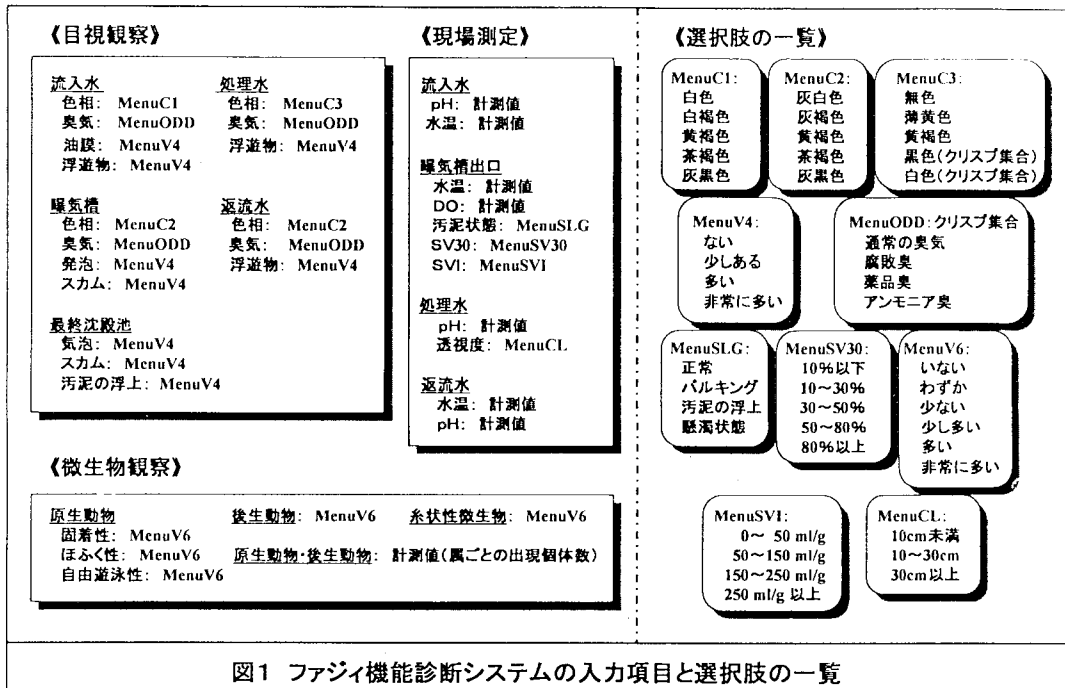 《目視観察》
流入水
色相: MenuC1
臭気: MenuODD
油膜: MenuV4
浮遊物: MenuV4
処理水
色相: MenuC3
臭気: MenuODD
浮遊物: MenuV4
曝気槽
色相: MenuC2
臭気: MenuODD
発泡: MenuV4
スカム: MenuV4
返流水
色相: MenuC2
臭気: MenuODD
浮遊物: MenuV4
最終沈殿池
気泡: MenuV4
スカム: MenuV4
汚泥の浮上: MenuV4
《現場測定》
流入水
pH: 計測値
水温: 計測値
曝気槽出口
水温: 計測値
DO: 計測値
汚泥状態: MenuSLG
SV30: MenuSV30
SVI: MenuSVI
処理水
pH: 計測値
透視度: MenuCL
返流水
水温: 計測値
pH: 計測値
《微生物観察》
原生動物
固着性: MenuV6
ほふく性: MenuV6
自由遊泳性: MenuV6
後生動物: MenuV6
糸状性微生物: MenuV6
原生動物・後生動物: 計測値(属ごとの出現個体数)
《選択肢の一覧》
MenuC1:
白色
白褐色
黄褐色
茶褐色
灰黒色
MenuC2:
灰白色
灰褐色
黄褐色
茶褐色
灰黒色
MenuC3:
無色
薄黄色
黄褐色
黒色(クリスプ集合)
白色(クリスプ集合)
MenuV4:
ない
少しある
多い
非常に多い
MenuODD:クリスプ集合
通常の臭気
腐敗臭
薬品臭
アンモニア臭
MenuSLG:
正常
バルキング
汚泥の浮上
懸濁状態
MenuSV30:
10%以下
10～30%
30～50%
50～80%
80%以上
MenuV6:
いない
わずか
少ない
少し多い
多い
非常に多い
MenuSVI:
0～ 50 ml/g
50～150 ml/g
150～250 ml/g
250 ml/g 以上
MenuCL:
10cm未満
10～30cm
30cm以上
図1 ファジィ機能診断システムの入力項目と選択肢の一覧